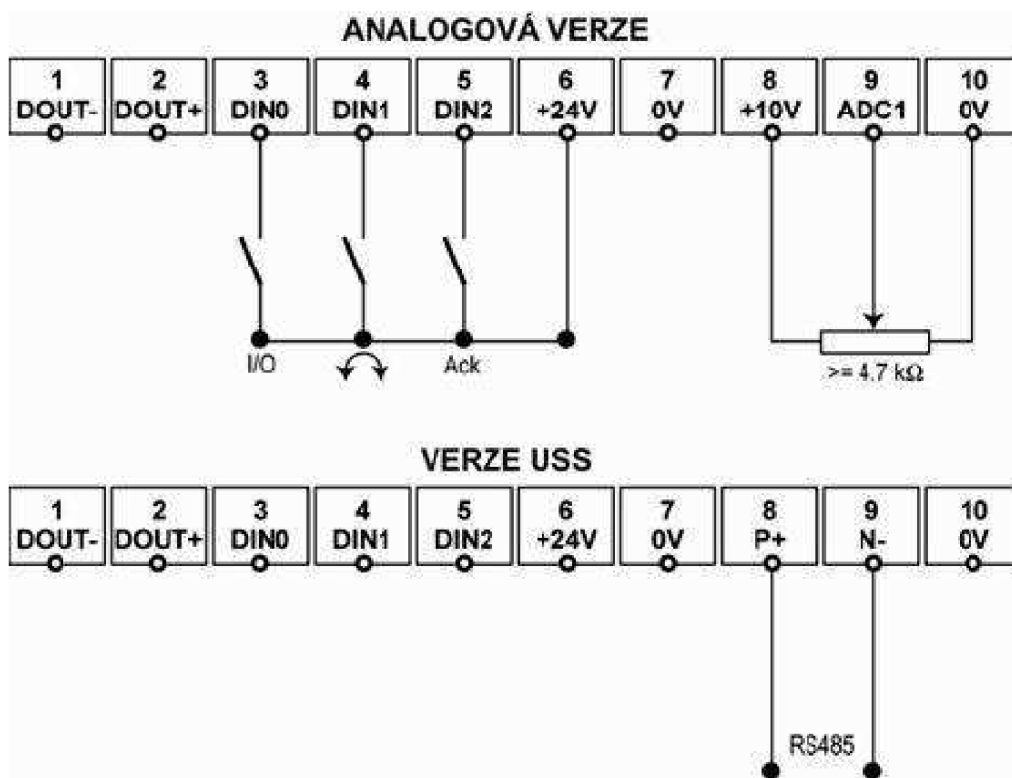 ANALOGOVÁ VERZE
1 2 3 4 5 6 7 8 9 10
DOUT- DOUT+ DIN0 DIN1 DIN2 +24V 0V +10V ADC1 0V
I/O Ack >= 4,7 kΩ
VERZE USS
1 2 3 4 5 6 7 8 9 10
DOUT- DOUT+ DIN0 DIN1 DIN2 +24V 0V P+ N- 0V
RS485